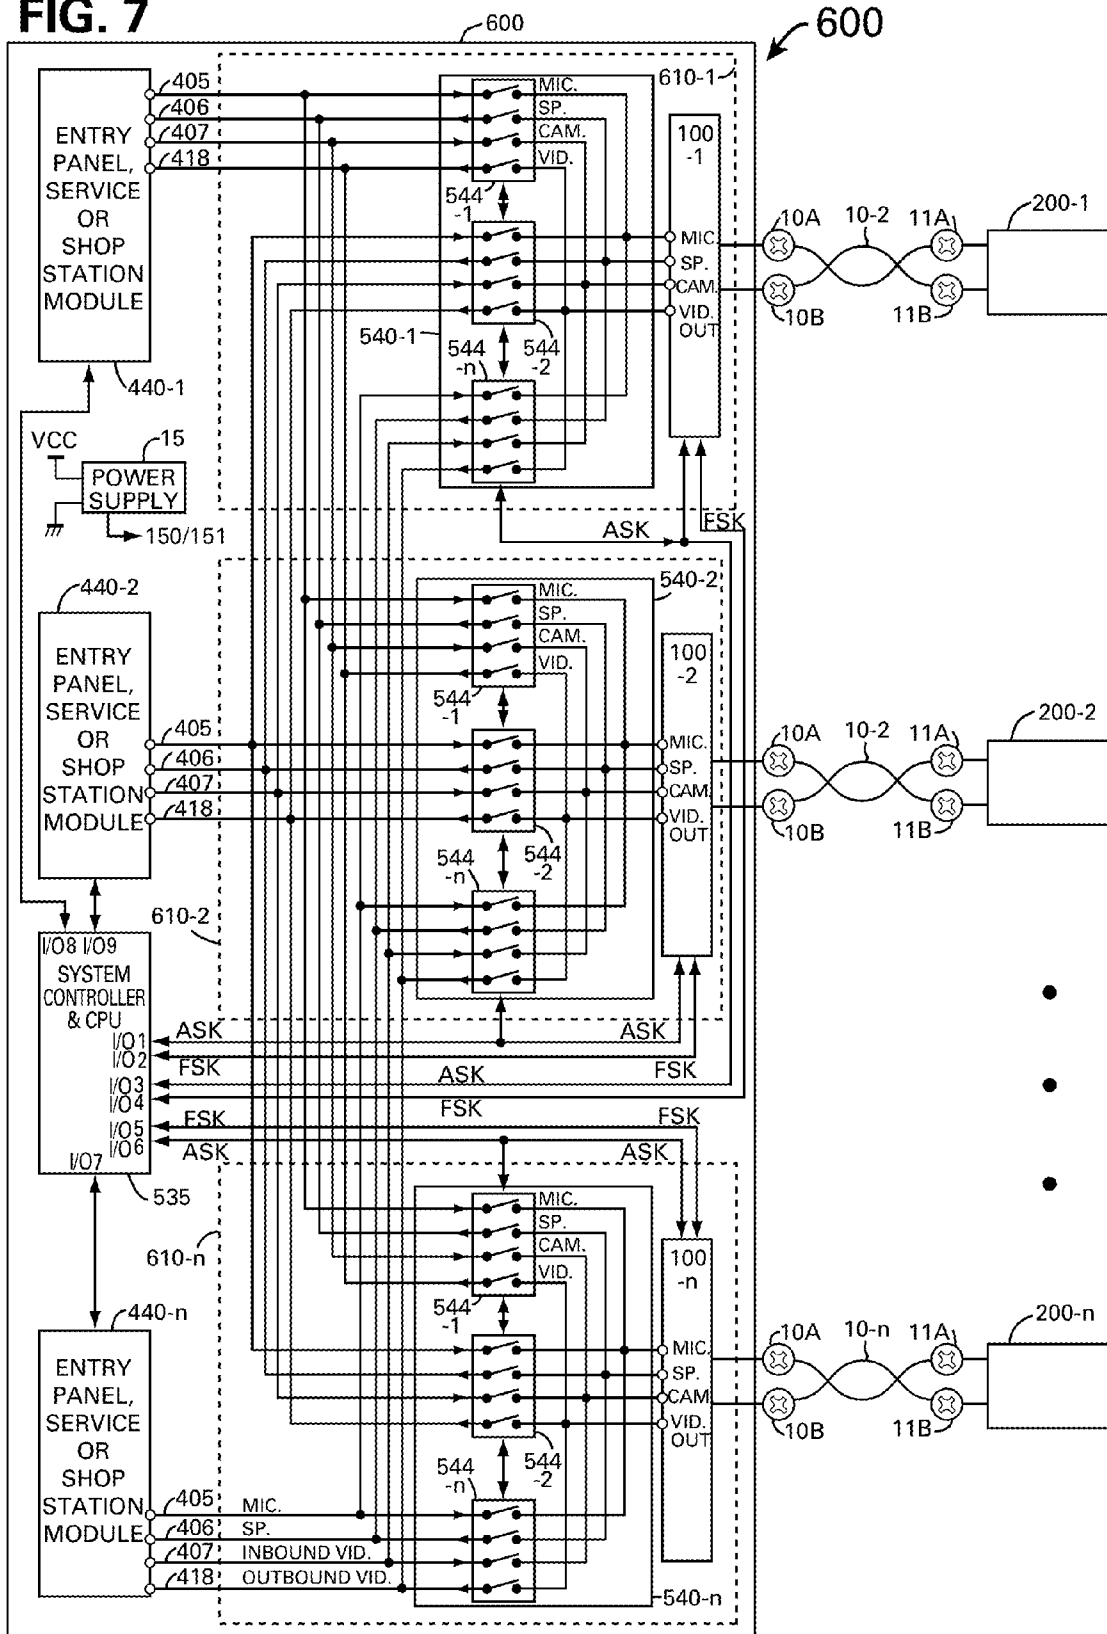 FIG. 7
600
600
405
406
407
418
ENTRY
PANEL,
SERVICE
OR
SHOP
STATION
MODULE
440-1
MIC.
SP.
CAM.
VID.
610-1
544
-1
544
-2
544
-n
540-1
100
-1
MIC.
SP.
CAM.
VID.
OUT
10A
10B
10-2
11A
11B
200-1
VCC
15
POWER
SUPPLY
150/151
ASK
FSK
440-2
ENTRY
PANEL,
SERVICE
OR
SHOP
STATION
MODULE
405
406
407
418
MIC.
SP.
CAM.
VID.
540-2
544
-1
544
-2
544
-n
100
-2
MIC.
SP.
CAM.
VID.
OUT
10A
10B
10-2
11A
11B
200-2
610-2
I/O8 I/O9
SYSTEM
CONTROLLER
& CPU
I/O1
I/O2
I/O3
I/O4
I/O5
I/O6
I/O7
535
ASK
ASK
FSK
FSK
ASK
FSK
FSK
FSK
ASK
ASK
610-n
MIC.
SP.
CAM.
VID.
544
-1
544
-2
544
-n
100
-n
MIC.
SP.
CAM.
VID.
OUT
10A
10B
10-n
11A
11B
200-n
440-n
ENTRY
PANEL,
SERVICE
OR
SHOP
STATION
MODULE
405 MIC.
406 SP.
407 INBOUND VID.
418 OUTBOUND VID.
540-n